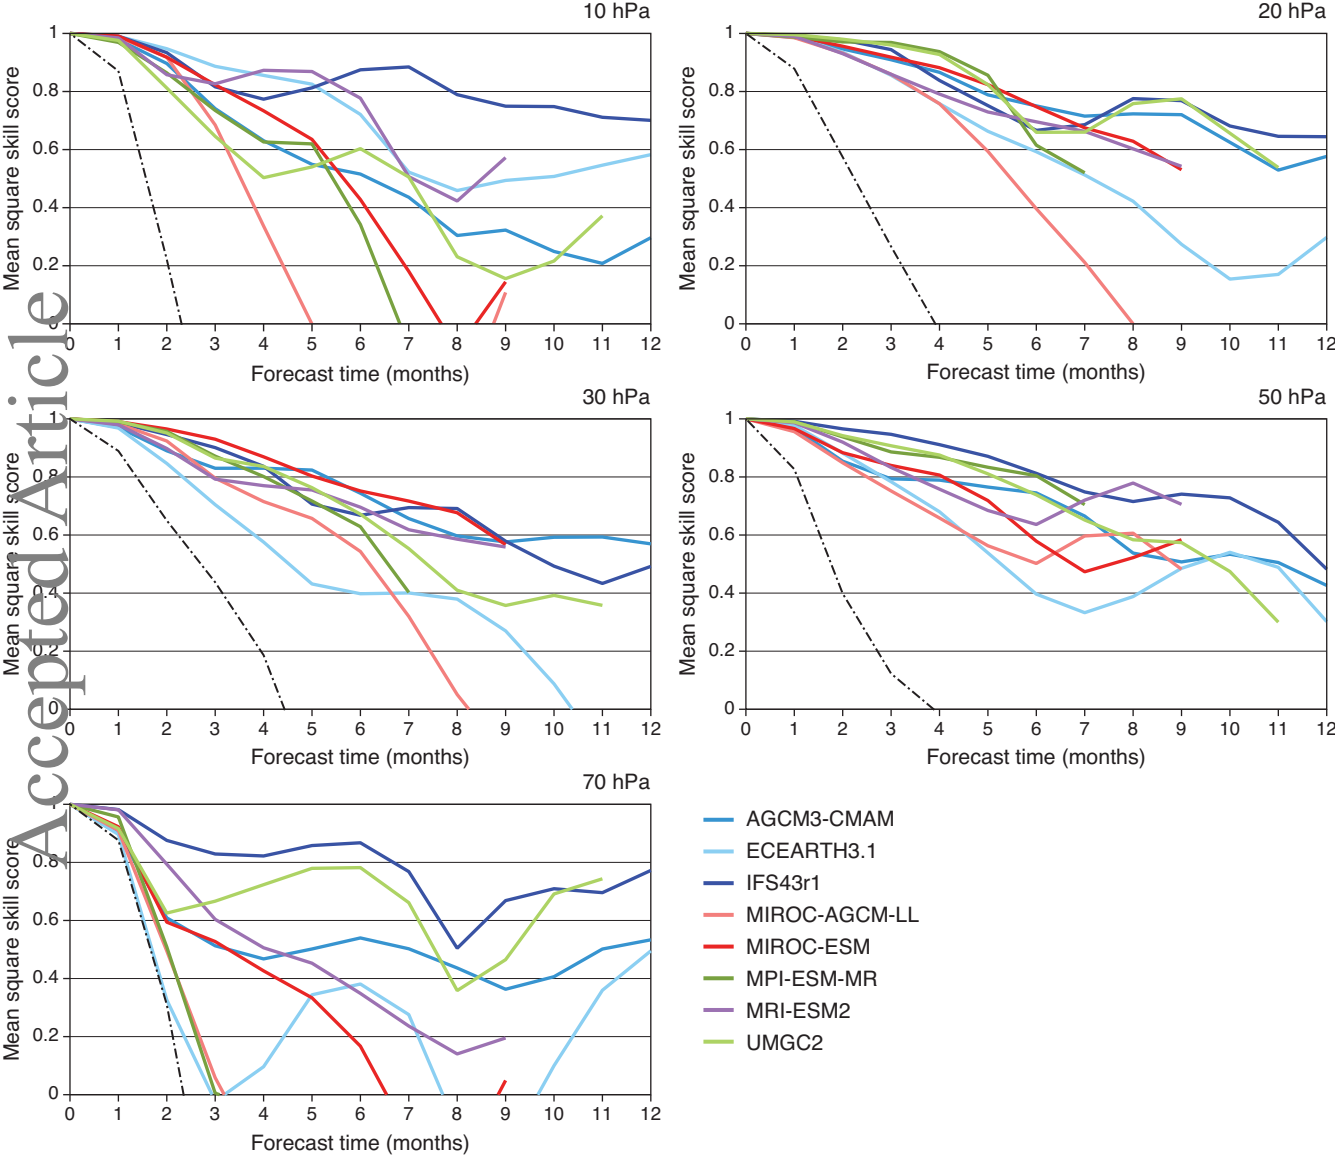 10 hPa
Mean square skill score
1
0.8
0.6
0.4
0.2
0
0 1 2 3 4 5 6 7 8 9 10 11 12
Forecast time (months)
20 hPa
Mean square skill score
1
0.8
0.6
0.4
0.2
0
0 1 2 3 4 5 6 7 8 9 10 11 12
Forecast time (months)
30 hPa
Mean square skill score
1
0.8
0.6
0.4
0.2
0
0 1 2 3 4 5 6 7 8 9 10 11 12
Forecast time (months)
50 hPa
Mean square skill score
1
0.8
0.6
0.4
0.2
0
0 1 2 3 4 5 6 7 8 9 10 11 12
Forecast time (months)
70 hPa
Mean square skill score
1
0.8
0.6
0.4
0.2
0
0 1 2 3 4 5 6 7 8 9 10 11 12
Forecast time (months)
AGCM3-CMAM
ECEARTH3.1
IFS43r1
MIROC-AGCM-LL
MIROC-ESM
MPI-ESM-MR
MRI-ESM2
UMGC2
Accepted Article